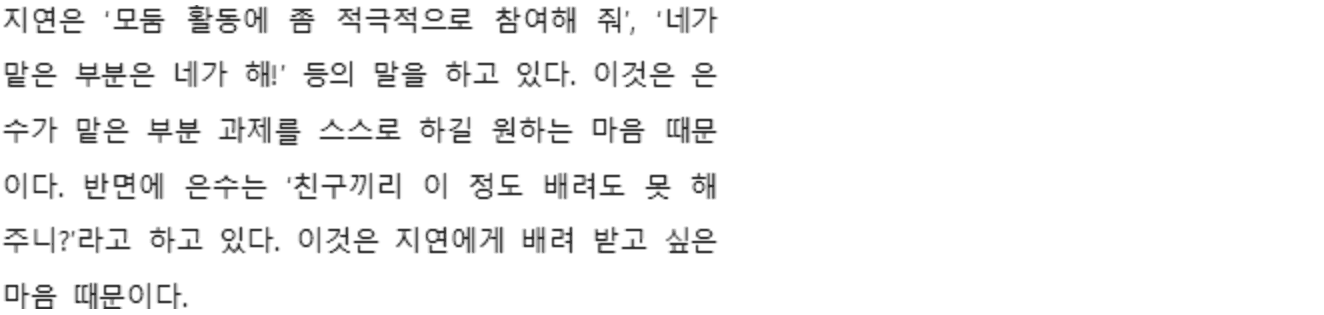 지연은 '모둠 활동에 좀 적극적으로 참여해 줘', '네가
맡은 부분은 네가 해!' 등의 말을 하고 있다. 이것은 은
수가 맡은 부분 과제를 스스로 하길 원하는 마음 때문
이다. 반면에 은수는 '친구끼리 이 정도 배려도 못 해
주니?'라고 하고 있다. 이것은 지연에게 배려 받고 싶은
마음 때문이다.